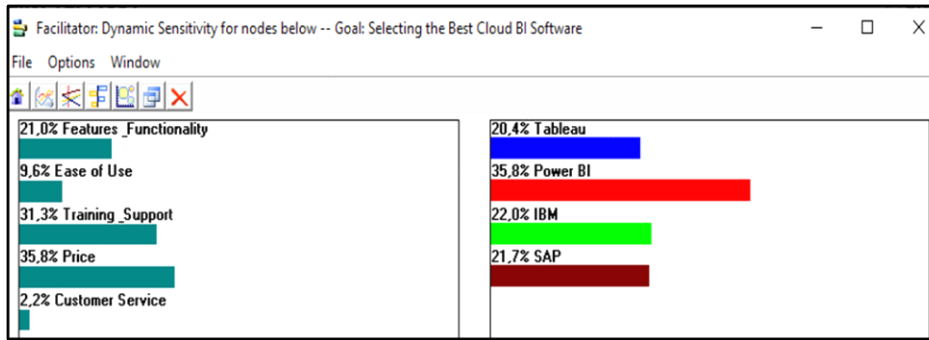 Facilitator: Dynamic Sensitivity for nodes below -- Goal: Selecting the Best Cloud BI Software
File Options Window
21,0% Features _Functionality
9,6% Ease of Use
31,3% Training _Support
35,8% Price
2,2% Customer Service
20,4% Tableau
35,8% Power BI
22,0% IBM
21,7% SAP